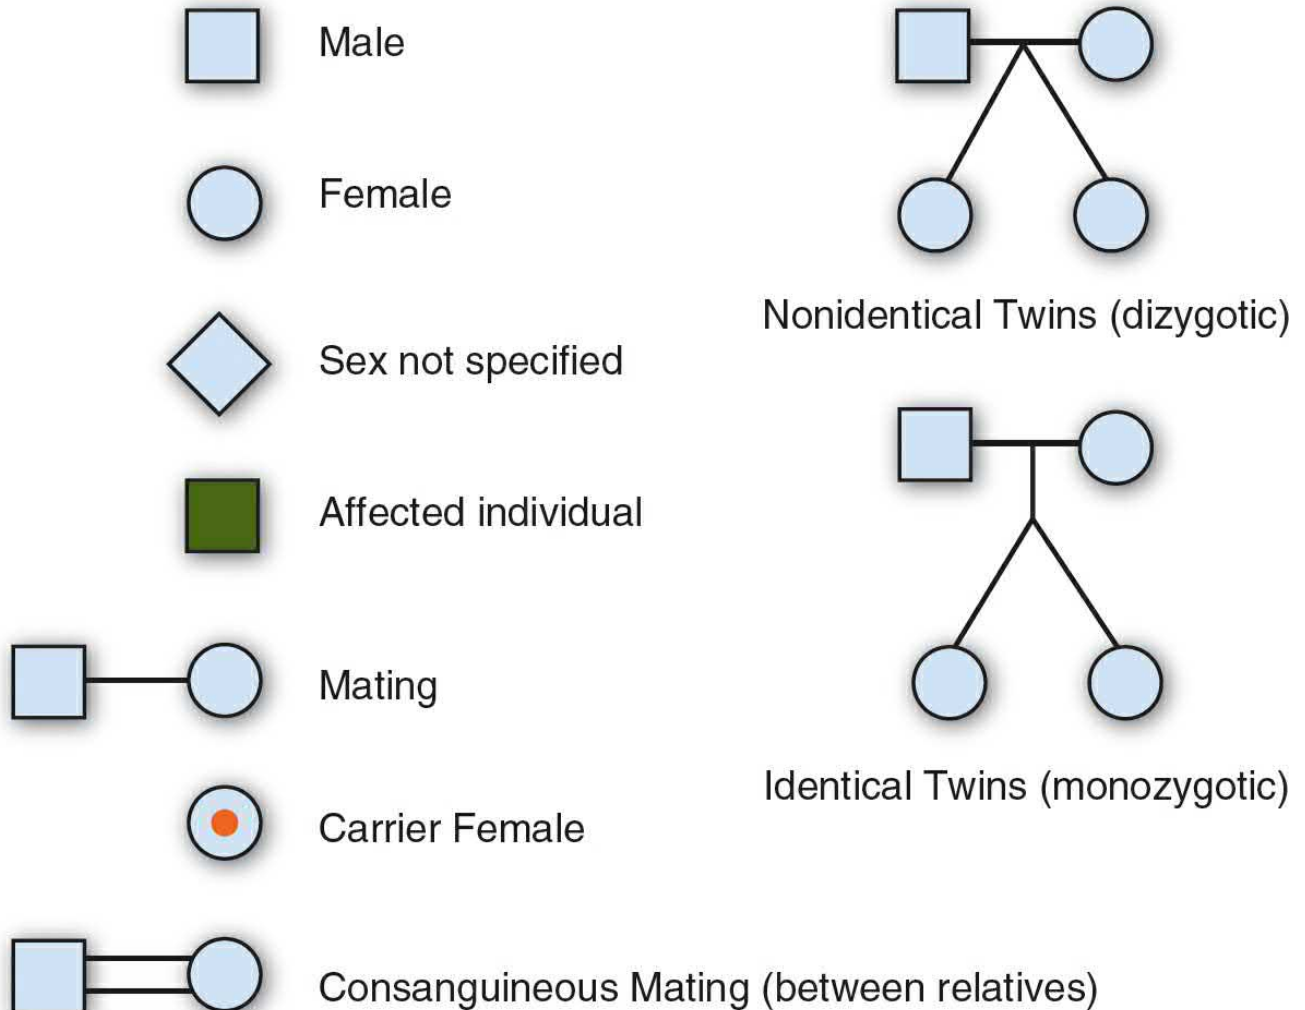 Male
Female
Sex not specified
Affected individual
Mating
Carrier Female
Consanguineous Mating (between relatives)
Nonidentical Twins (dizygotic)
Identical Twins (monozygotic)